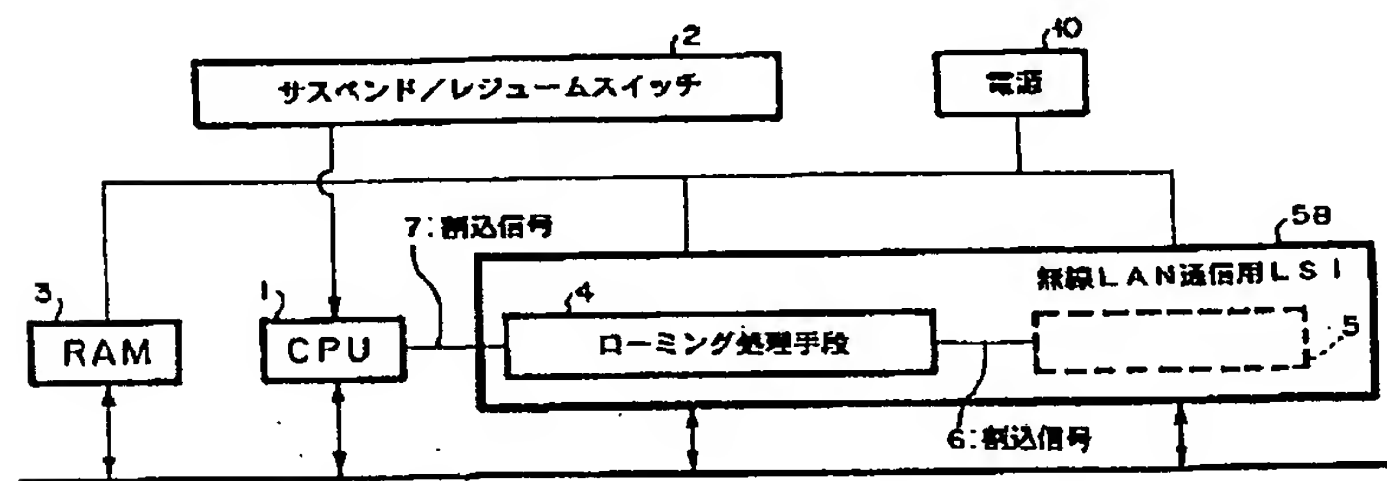 2
サスペンド/レジュームスイッチ
10
電源
7:割込信号
58
無線LAN通信用LSI
3
RAM
1
CPU
4
ローミング処理手段
5
6:割込信号